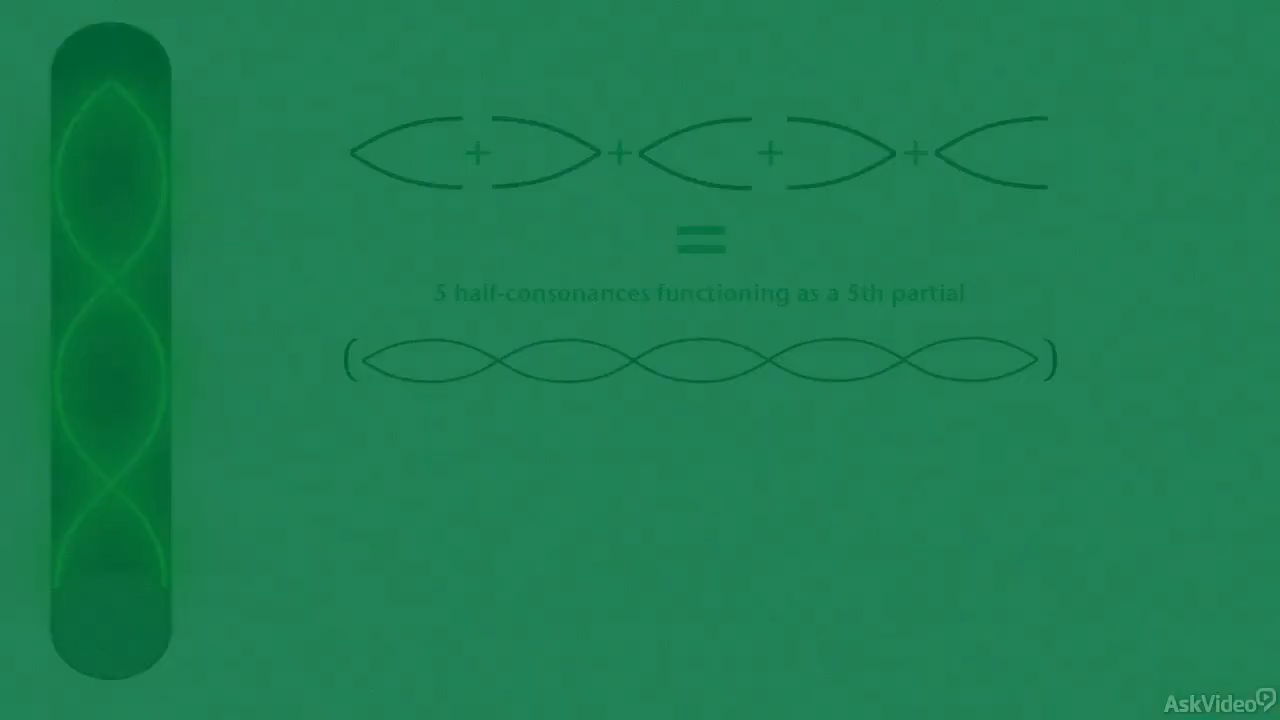 + + + + +
=
5 half-consonances functioning as a 5th partial
( )
AskVideo